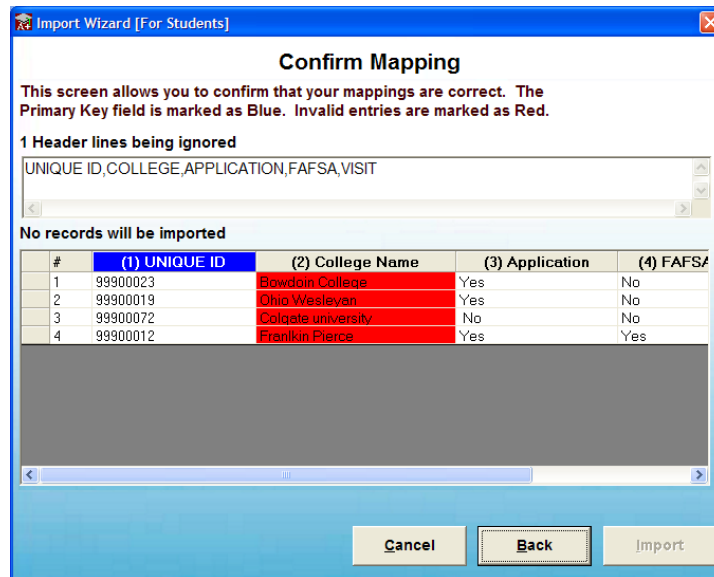 Import Wizard [For Students]
Confirm Mapping
This screen allows you to confirm that your mappings are correct. The
Primary Key field is marked as Blue. Invalid entries are marked as Red.
1 Header lines being ignored
UNIQUE ID,COLLEGE,APPLICATION,FAFSA,VISIT
No records will be imported
# (1) UNIQUE ID (2) College Name (3) Application (4) FAFSA
1 99900023 Bowdoin College Yes No
2 99900019 Ohio Wesleyan Yes No
3 99900072 Colgate university No No
4 99900012 Franlkin Pierce Yes Yes
Cancel Back Import